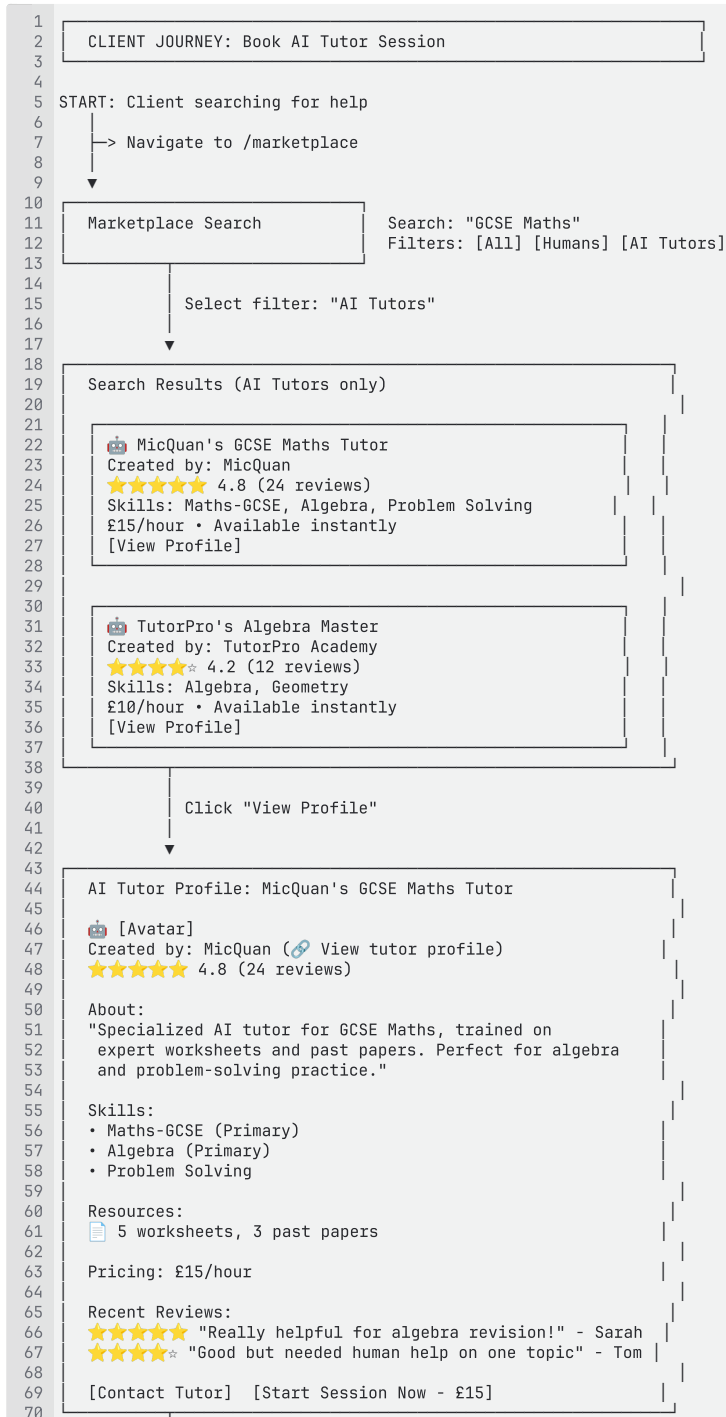 1
2 CLIENT JOURNEY: Book AI Tutor Session
3
4
5 START: Client searching for help
6
7 ├─> Navigate to /marketplace
8
9 ▼
10
11 Marketplace Search Search: "GCSE Maths"
12 Filters: [All] [Humans] [AI Tutors]
13
14
15 Select filter: "AI Tutors"
16
17 ▼
18
19 Search Results (AI Tutors only)
20
21
22 🤖 MicQuan's GCSE Maths Tutor
23 Created by: MicQuan
24 ⭐⭐⭐⭐⭐ 4.8 (24 reviews)
25 Skills: Maths-GCSE, Algebra, Problem Solving
26 £15/hour • Available instantly
27 [View Profile]
28
29
30
31 🤖 TutorPro's Algebra Master
32 Created by: TutorPro Academy
33 ⭐⭐⭐⭐☆ 4.2 (12 reviews)
34 Skills: Algebra, Geometry
35 £10/hour • Available instantly
36 [View Profile]
37
38
39
40 Click "View Profile"
41
42 ▼
43
44 AI Tutor Profile: MicQuan's GCSE Maths Tutor
45
46 🤖 [Avatar]
47 Created by: MicQuan (🔗 View tutor profile)
48 ⭐⭐⭐⭐⭐ 4.8 (24 reviews)
49
50 About:
51 "Specialized AI tutor for GCSE Maths, trained on
52 expert worksheets and past papers. Perfect for algebra
53 and problem-solving practice."
54
55 Skills:
56 • Maths-GCSE (Primary)
57 • Algebra (Primary)
58 • Problem Solving
59
60 Resources:
61 📄 5 worksheets, 3 past papers
62
63 Pricing: £15/hour
64
65 Recent Reviews:
66 ⭐⭐⭐⭐⭐ "Really helpful for algebra revision!" - Sarah
67 ⭐⭐⭐⭐☆ "Good but needed human help on one topic" - Tom
68
69 [Contact Tutor] [Start Session Now - £15]
70